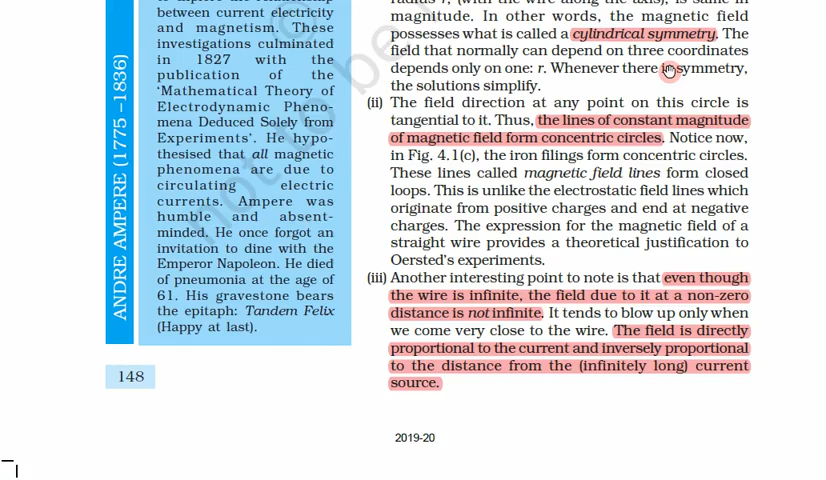 between current electricity
and magnetism. These
investigations culminated
in 1827 with the
publication of the
‘Mathematical Theory of
Electrodynamic Pheno-
mena Deduced Solely from
Experiments’. He hypo-
thesised that all magnetic
phenomena are due to
circulating electric
currents. Ampere was
humble and absent-
minded. He once forgot an
invitation to dine with the
Emperor Napoleon. He died
of pneumonia at the age of
61. His gravestone bears
the epitaph: Tandem Felix
(Happy at last).
ANDRE AMPERE (1775 –1836)
148
radius r, (with the wire along the axis), is same in
magnitude. In other words, the magnetic field
possesses what is called a cylindrical symmetry. The
field that normally can depend on three coordinates
depends only on one: r. Whenever there is symmetry,
the solutions simplify.
(ii) The field direction at any point on this circle is
tangential to it. Thus, the lines of constant magnitude
of magnetic field form concentric circles. Notice now,
in Fig. 4.1(c), the iron filings form concentric circles.
These lines called magnetic field lines form closed
loops. This is unlike the electrostatic field lines which
originate from positive charges and end at negative
charges. The expression for the magnetic field of a
straight wire provides a theoretical justification to
Oersted’s experiments.
(iii) Another interesting point to note is that even though
the wire is infinite, the field due to it at a non-zero
distance is not infinite. It tends to blow up only when
we come very close to the wire. The field is directly
proportional to the current and inversely proportional
to the distance from the (infinitely long) current
source.
not to be
©
2019-20